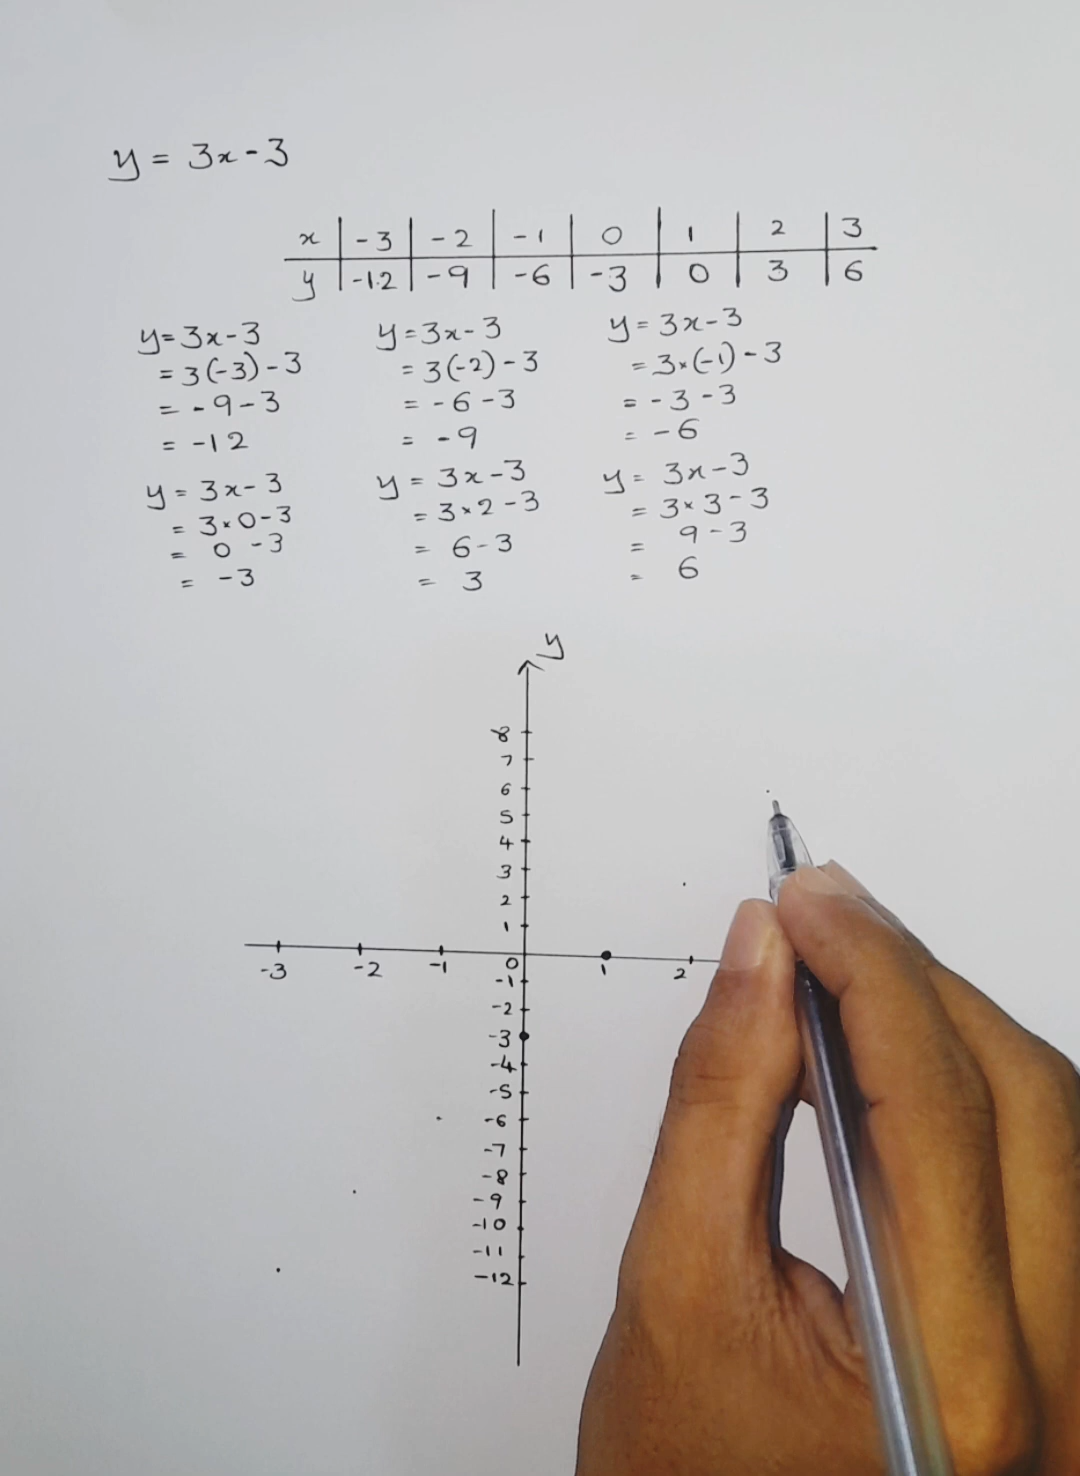 y = 3x - 3
x | -3 | -2 | -1 | 0 | 1 | 2 | 3
y | -12 | -9 | -6 | -3 | 0 | 3 | 6
y = 3x - 3
= 3(-3) - 3
= -9 - 3
= -12
y = 3x - 3
= 3(-2) - 3
= -6 - 3
= -9
y = 3x - 3
= 3×(-1) - 3
= -3 - 3
= -6
y = 3x - 3
= 3×0 - 3
= 0 - 3
= -3
y = 3x - 3
= 3×2 - 3
= 6 - 3
= 3
y = 3x - 3
= 3×3 - 3
= 9 - 3
= 6
y
8
7
6
5
4
3
2
1
-3 -2 -1 0 1 2
-1
-2
-3
-4
-5
-6
-7
-8
-9
-10
-11
-12